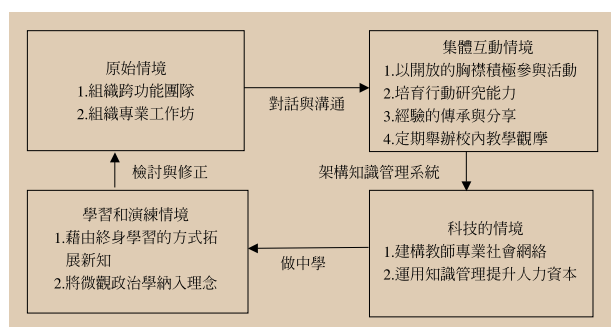 原始情境
1.組織跨功能團隊
2.組織專業工作坊
對話與溝通
集體互動情境
1.以開放的胸襟積極參與活動
2.培育行動研究能力
3.經驗的傳承與分享
4.定期舉辦校內教學觀摩
架構知識管理系統
科技的情境
1.建構教師專業社會網絡
2.運用知識管理提升人力資本
做中學
學習和演練情境
1.藉由終身學習的方式拓
展新知
2.將微觀政治學納入理念
檢討與修正